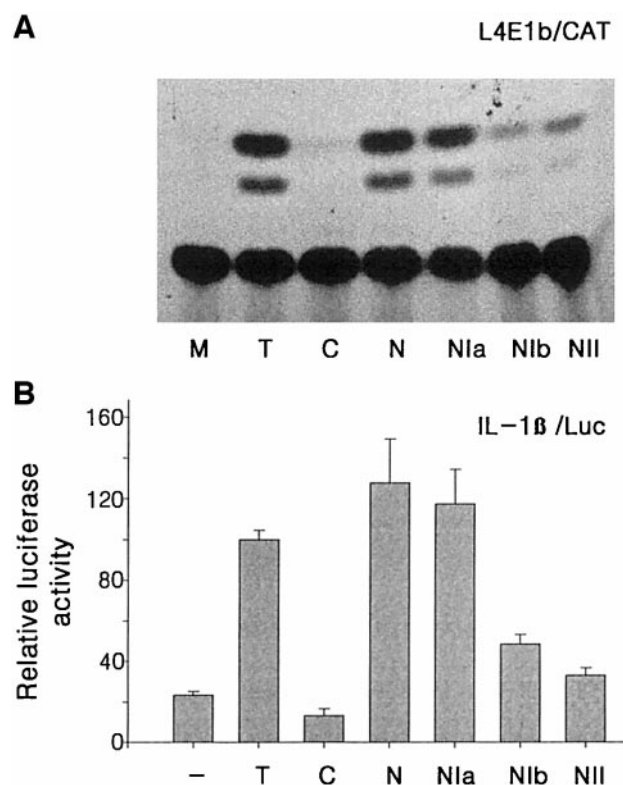 A
L4E1b/CAT
M T C N NIa NIb NII
B
IL-1ß /Luc
160
120
80
40
0
Relative luciferase
activity
- T C N NIa NIb NII